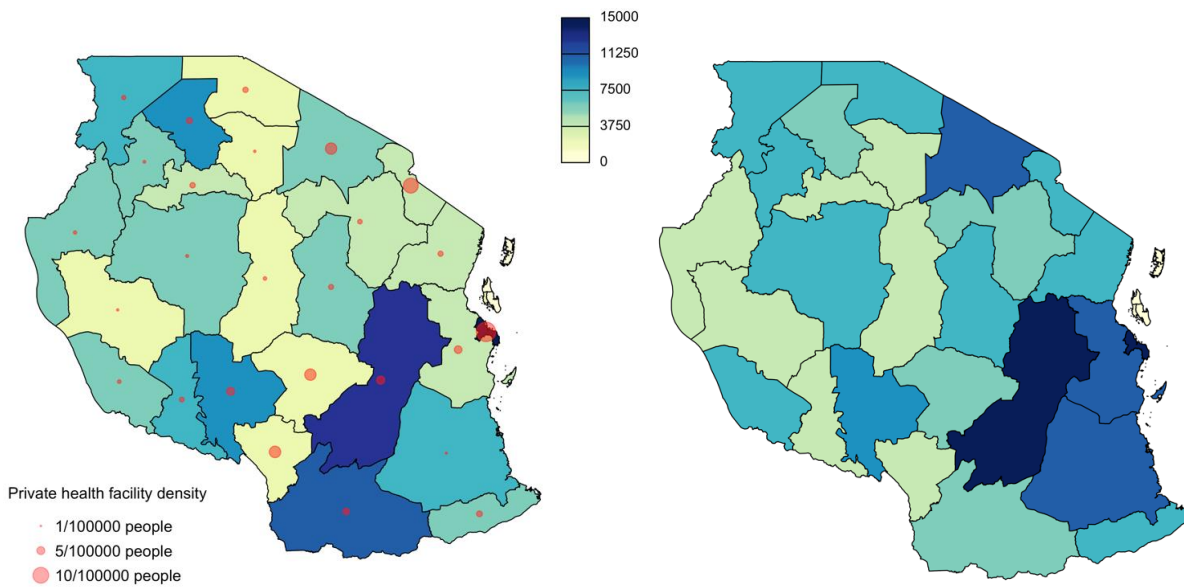 15000
11250
7500
3750
0
Private health facility density
1/100000 people
5/100000 people
10/100000 people